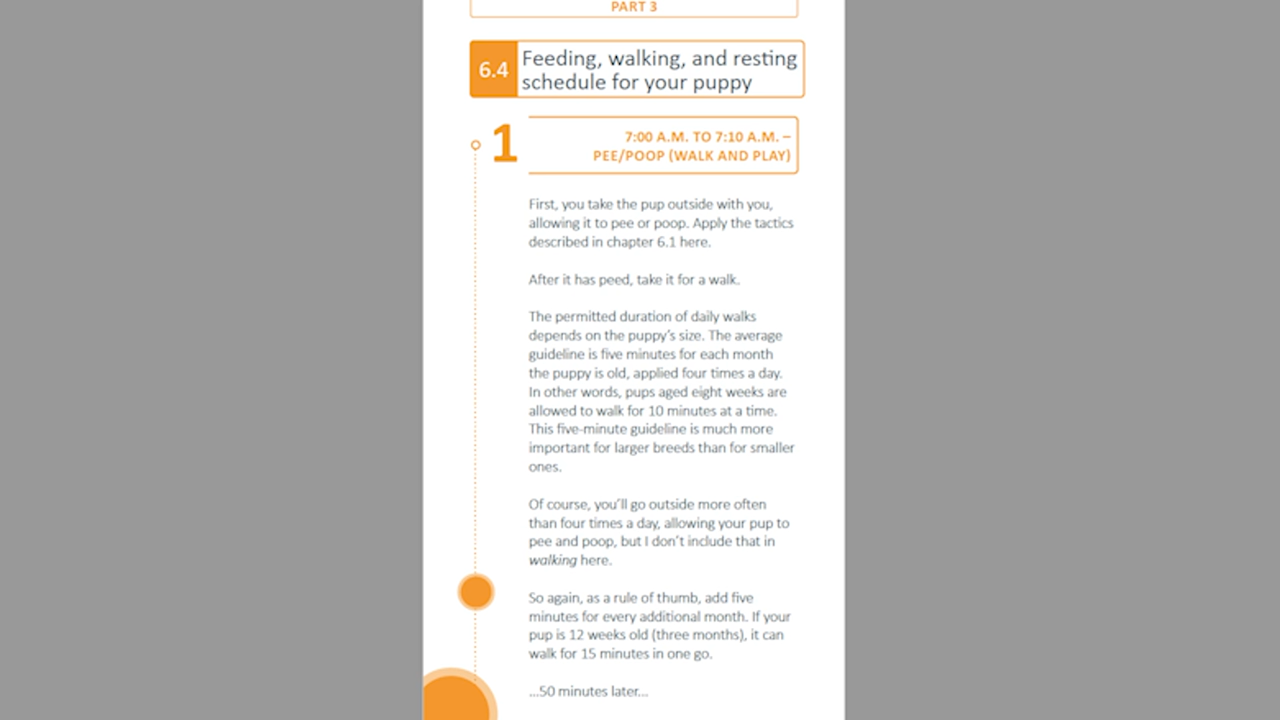 PART 3
6.4
Feeding, walking, and resting
schedule for your puppy
1
7:00 A.M. TO 7:10 A.M. –
PEE/POOP (WALK AND PLAY)
First, you take the pup outside with you,
allowing it to pee or poop. Apply the tactics
described in chapter 6.1 here.
After it has peed, take it for a walk.
The permitted duration of daily walks
depends on the puppy's size. The average
guideline is five minutes for each month
the puppy is old, applied four times a day.
In other words, pups aged eight weeks are
allowed to walk for 10 minutes at a time.
This five-minute guideline is much more
important for larger breeds than for smaller
ones.
Of course, you'll go outside more often
than four times a day, allowing your pup to
pee and poop, but I don't include that in
walking here.
So again, as a rule of thumb, add five
minutes for every additional month. If your
pup is 12 weeks old (three months), it can
walk for 15 minutes in one go.
...50 minutes later...